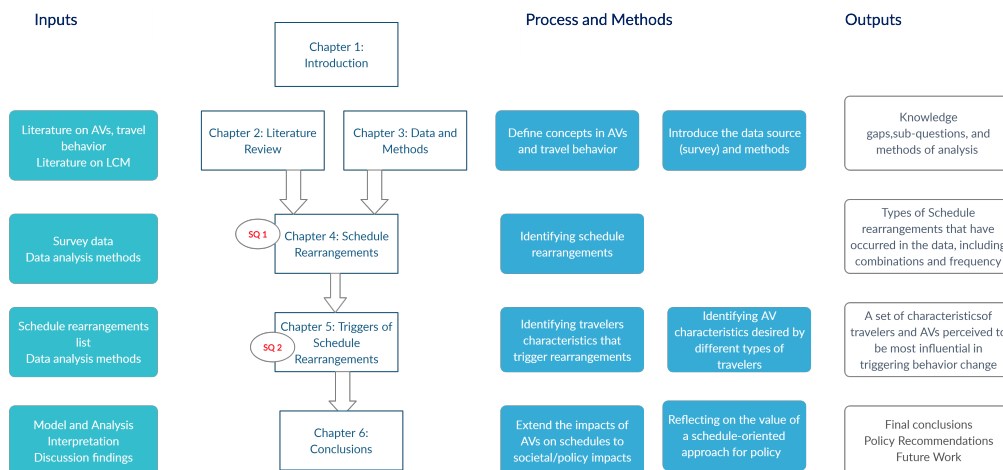 Inputs
Process and Methods
Outputs
Chapter 1:
Introduction
Literature on AVs, travel
behavior
Literature on LCM
Chapter 2: Literature
Review
Chapter 3: Data and
Methods
Define concepts in AVs
and travel behavior
Introduce the data source
(survey) and methods
Knowledge
gaps,sub-questions, and
methods of analysis
Survey data
Data analysis methods
SQ 1
Chapter 4: Schedule
Rearrangements
Identifying schedule
rearrangements
Types of Schedule
rearrangements that have
occurred in the data, including
combinations and frequency
Schedule rearrangements
list
Data analysis methods
SQ 2
Chapter 5: Triggers of
Schedule
Rearrangements
Identifying travelers
characteristics that
trigger rearrangements
Identifying AV
characteristics desired by
different types of
travelers
A set of characteristicsof
travelers and AVs perceived to
be most influential in
triggering behavior change
Model and Analysis
Interpretation
Discussion findings
Chapter 6:
Conclusions
Extend the impacts of
AVs on schedules to
societal/policy impacts
Reflecting on the value of
a schedule-oriented
approach for policy
Final conclusions
Policy Recommendations
Future Work